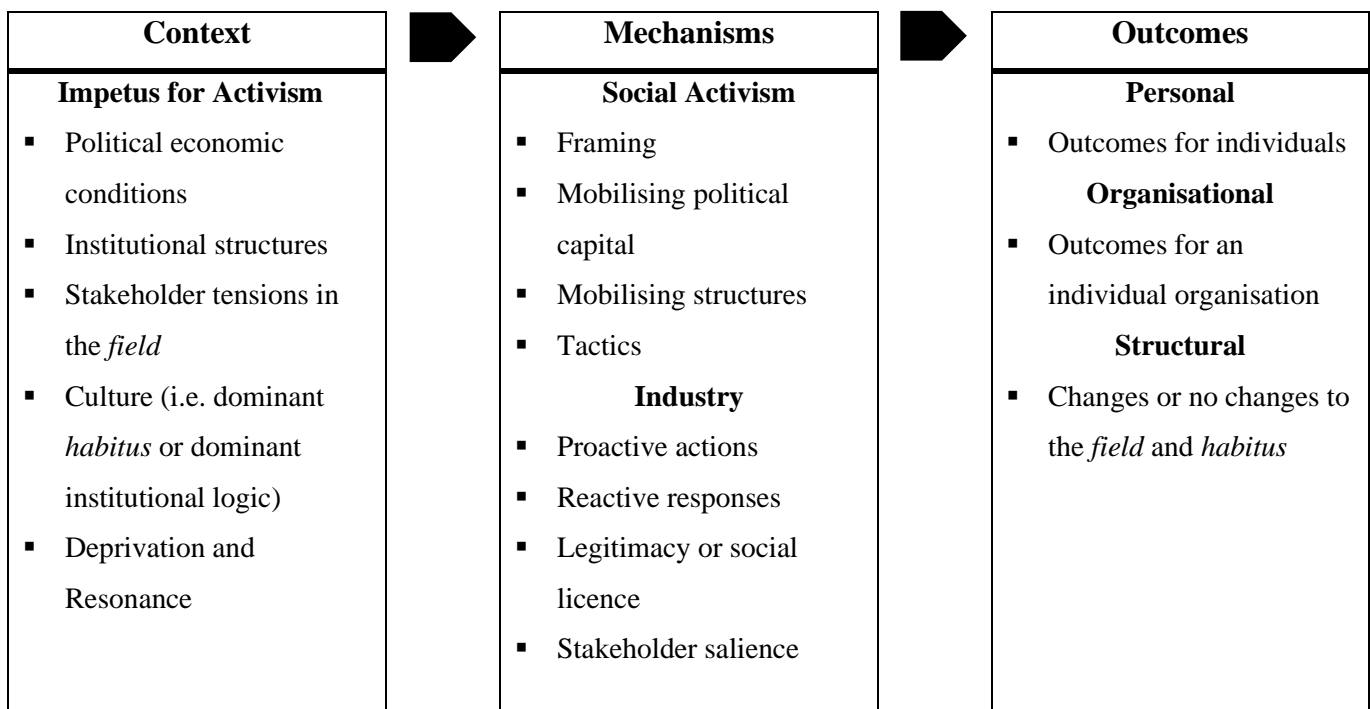 Context
Impetus for Activism
▪ Political economic
conditions
▪ Institutional structures
▪ Stakeholder tensions in
the field
▪ Culture (i.e. dominant
habitus or dominant
institutional logic)
▪ Deprivation and
Resonance
Mechanisms
Social Activism
▪ Framing
▪ Mobilising political
capital
▪ Mobilising structures
▪ Tactics
Industry
▪ Proactive actions
▪ Reactive responses
▪ Legitimacy or social
licence
▪ Stakeholder salience
Outcomes
Personal
▪ Outcomes for individuals
Organisational
▪ Outcomes for an
individual organisation
Structural
▪ Changes or no changes to
the field and habitus